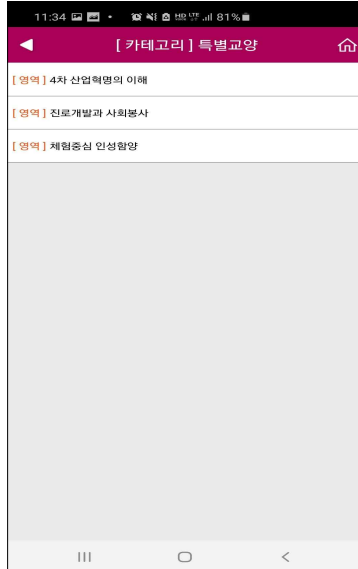 11:34 81%
[ 카테고리 ] 특별교양
[ 영역 ] 4차 산업혁명의 이해
[ 영역 ] 진로개발과 사회봉사
[ 영역 ] 체험중심 인성함양